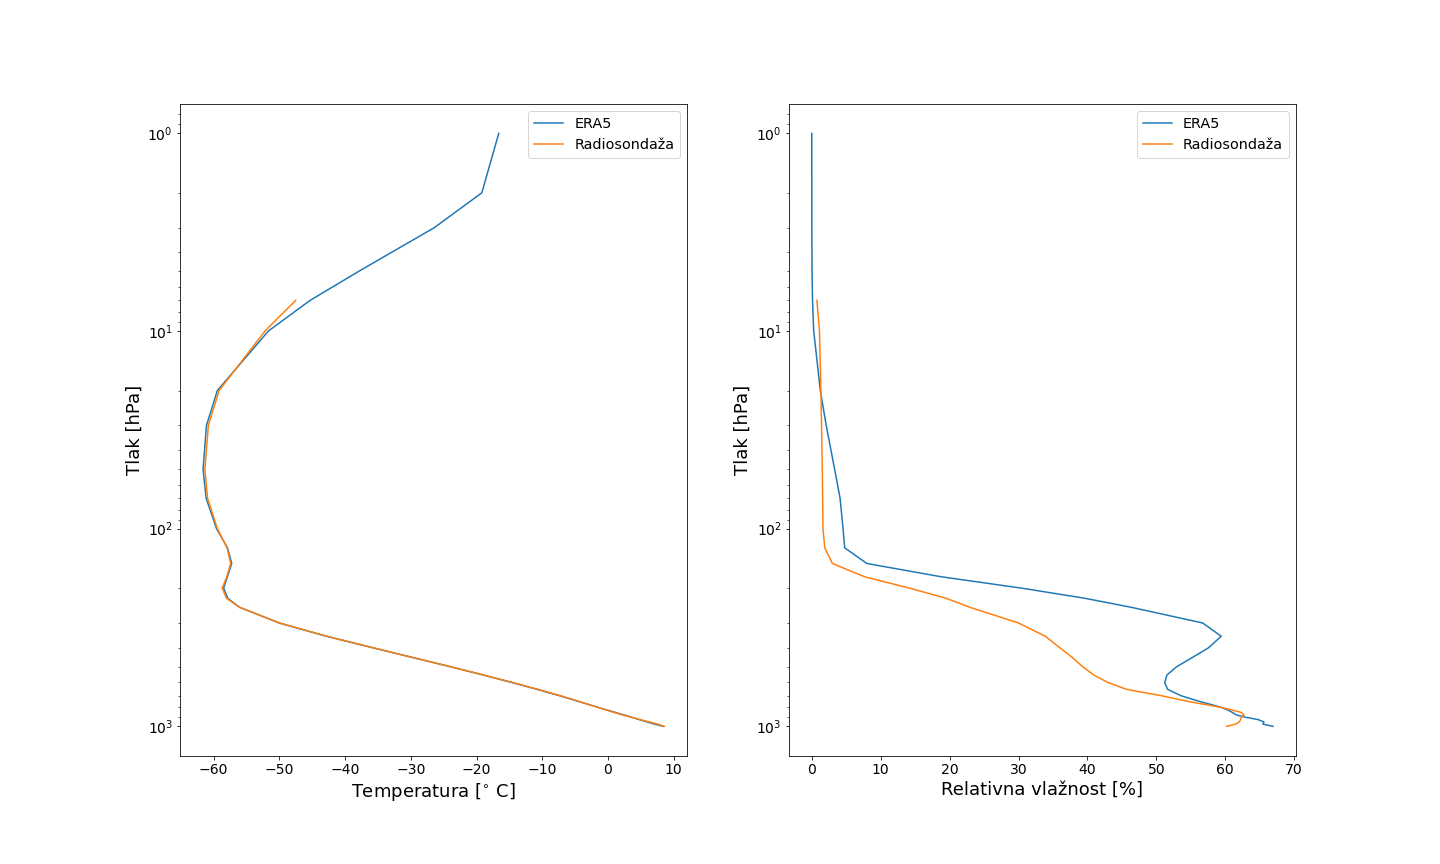 ERA5
Radiosondaža
10⁰
10¹
10²
10³
Tlak [hPa]
−60 −50 −40 −30 −20 −10 0 10
Temperatura [° C]
ERA5
Radiosondaža
10⁰
10¹
10²
10³
Tlak [hPa]
0 10 20 30 40 50 60 70
Relativna vlažnost [%]